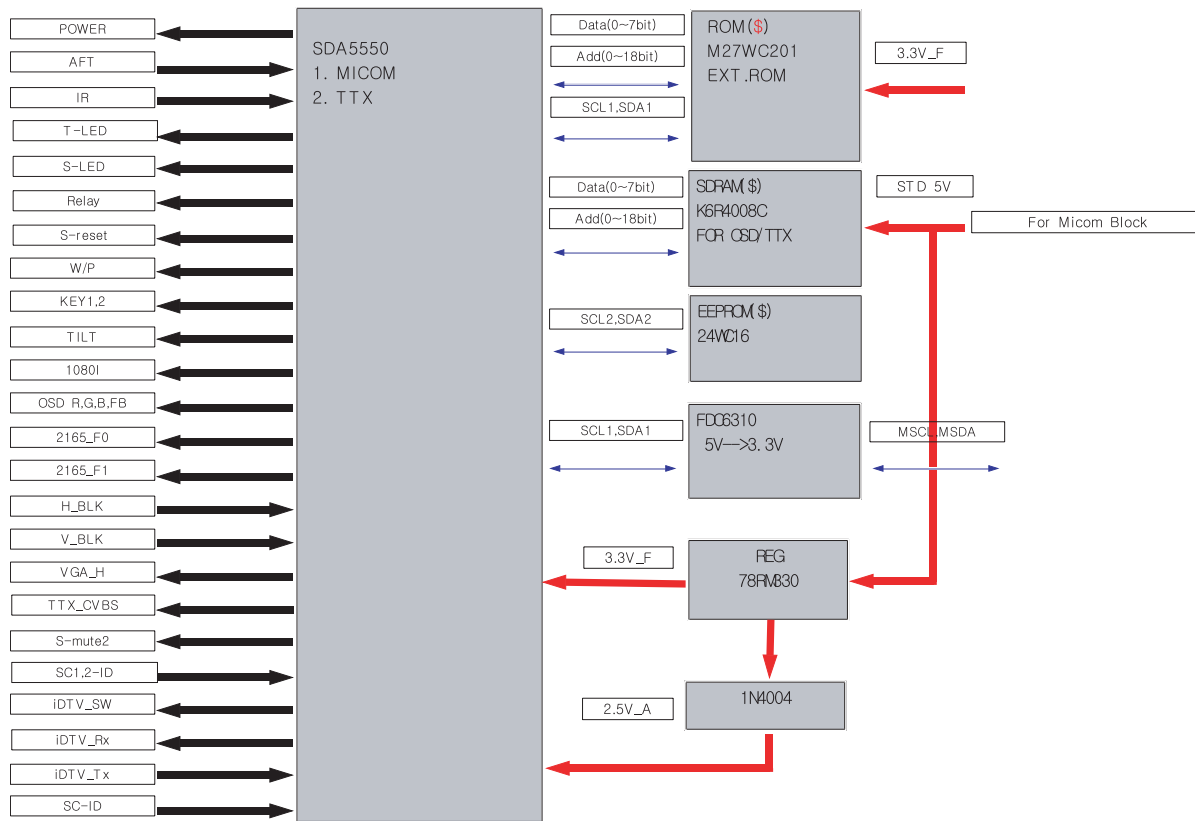 POWER
AFT
IR
T-LED
S-LED
Relay
S-reset
W/P
KEY1,2
TILT
1080I
OSD R,G,B,FB
2165_F0
2165_F1
H_BLK
V_BLK
VGA_H
TTX_CVBS
S-mute2
SC1,2-ID
iDTV_SW
iDTV_Rx
iDTV_Tx
SC-ID
SDA5550
1. MICOM
2. TTX
Data(0~7bit)
Add(0~18bit)
SCL1,SDA1
ROM($)
M27WC201
EXT.ROM
3.3V_F
Data(0~7bit)
Add(0~18bit)
SDRAM($)
K6R4008C
FOR OSD/TTX
STD 5V
For Micom Block
SCL2,SDA2
EEPROM($)
24WC16
SCL1,SDA1
FDC6310
5V-->3.3V
MSCL,MSDA
3.3V_F
REG
78RM330
2.5V_A
1N4004